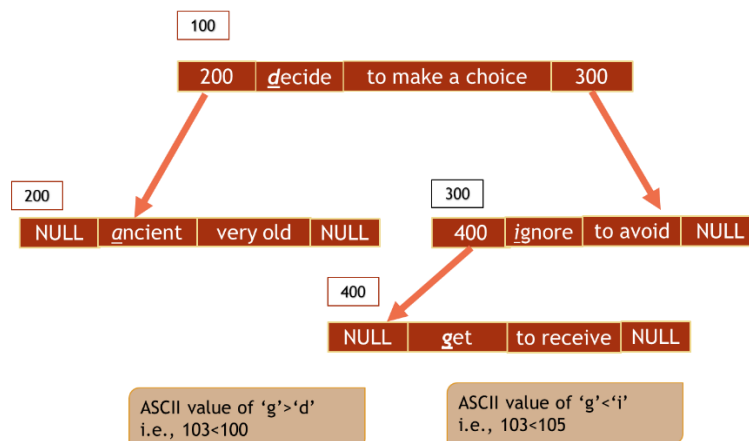 100
200 decide to make a choice 300
200
300
NULL ancient very old NULL
400 ignore to avoid NULL
400
NULL get to receive NULL
ASCII value of ‘g’>‘d’
i.e., 103<100
ASCII value of ‘g’<‘i’
i.e., 103<105